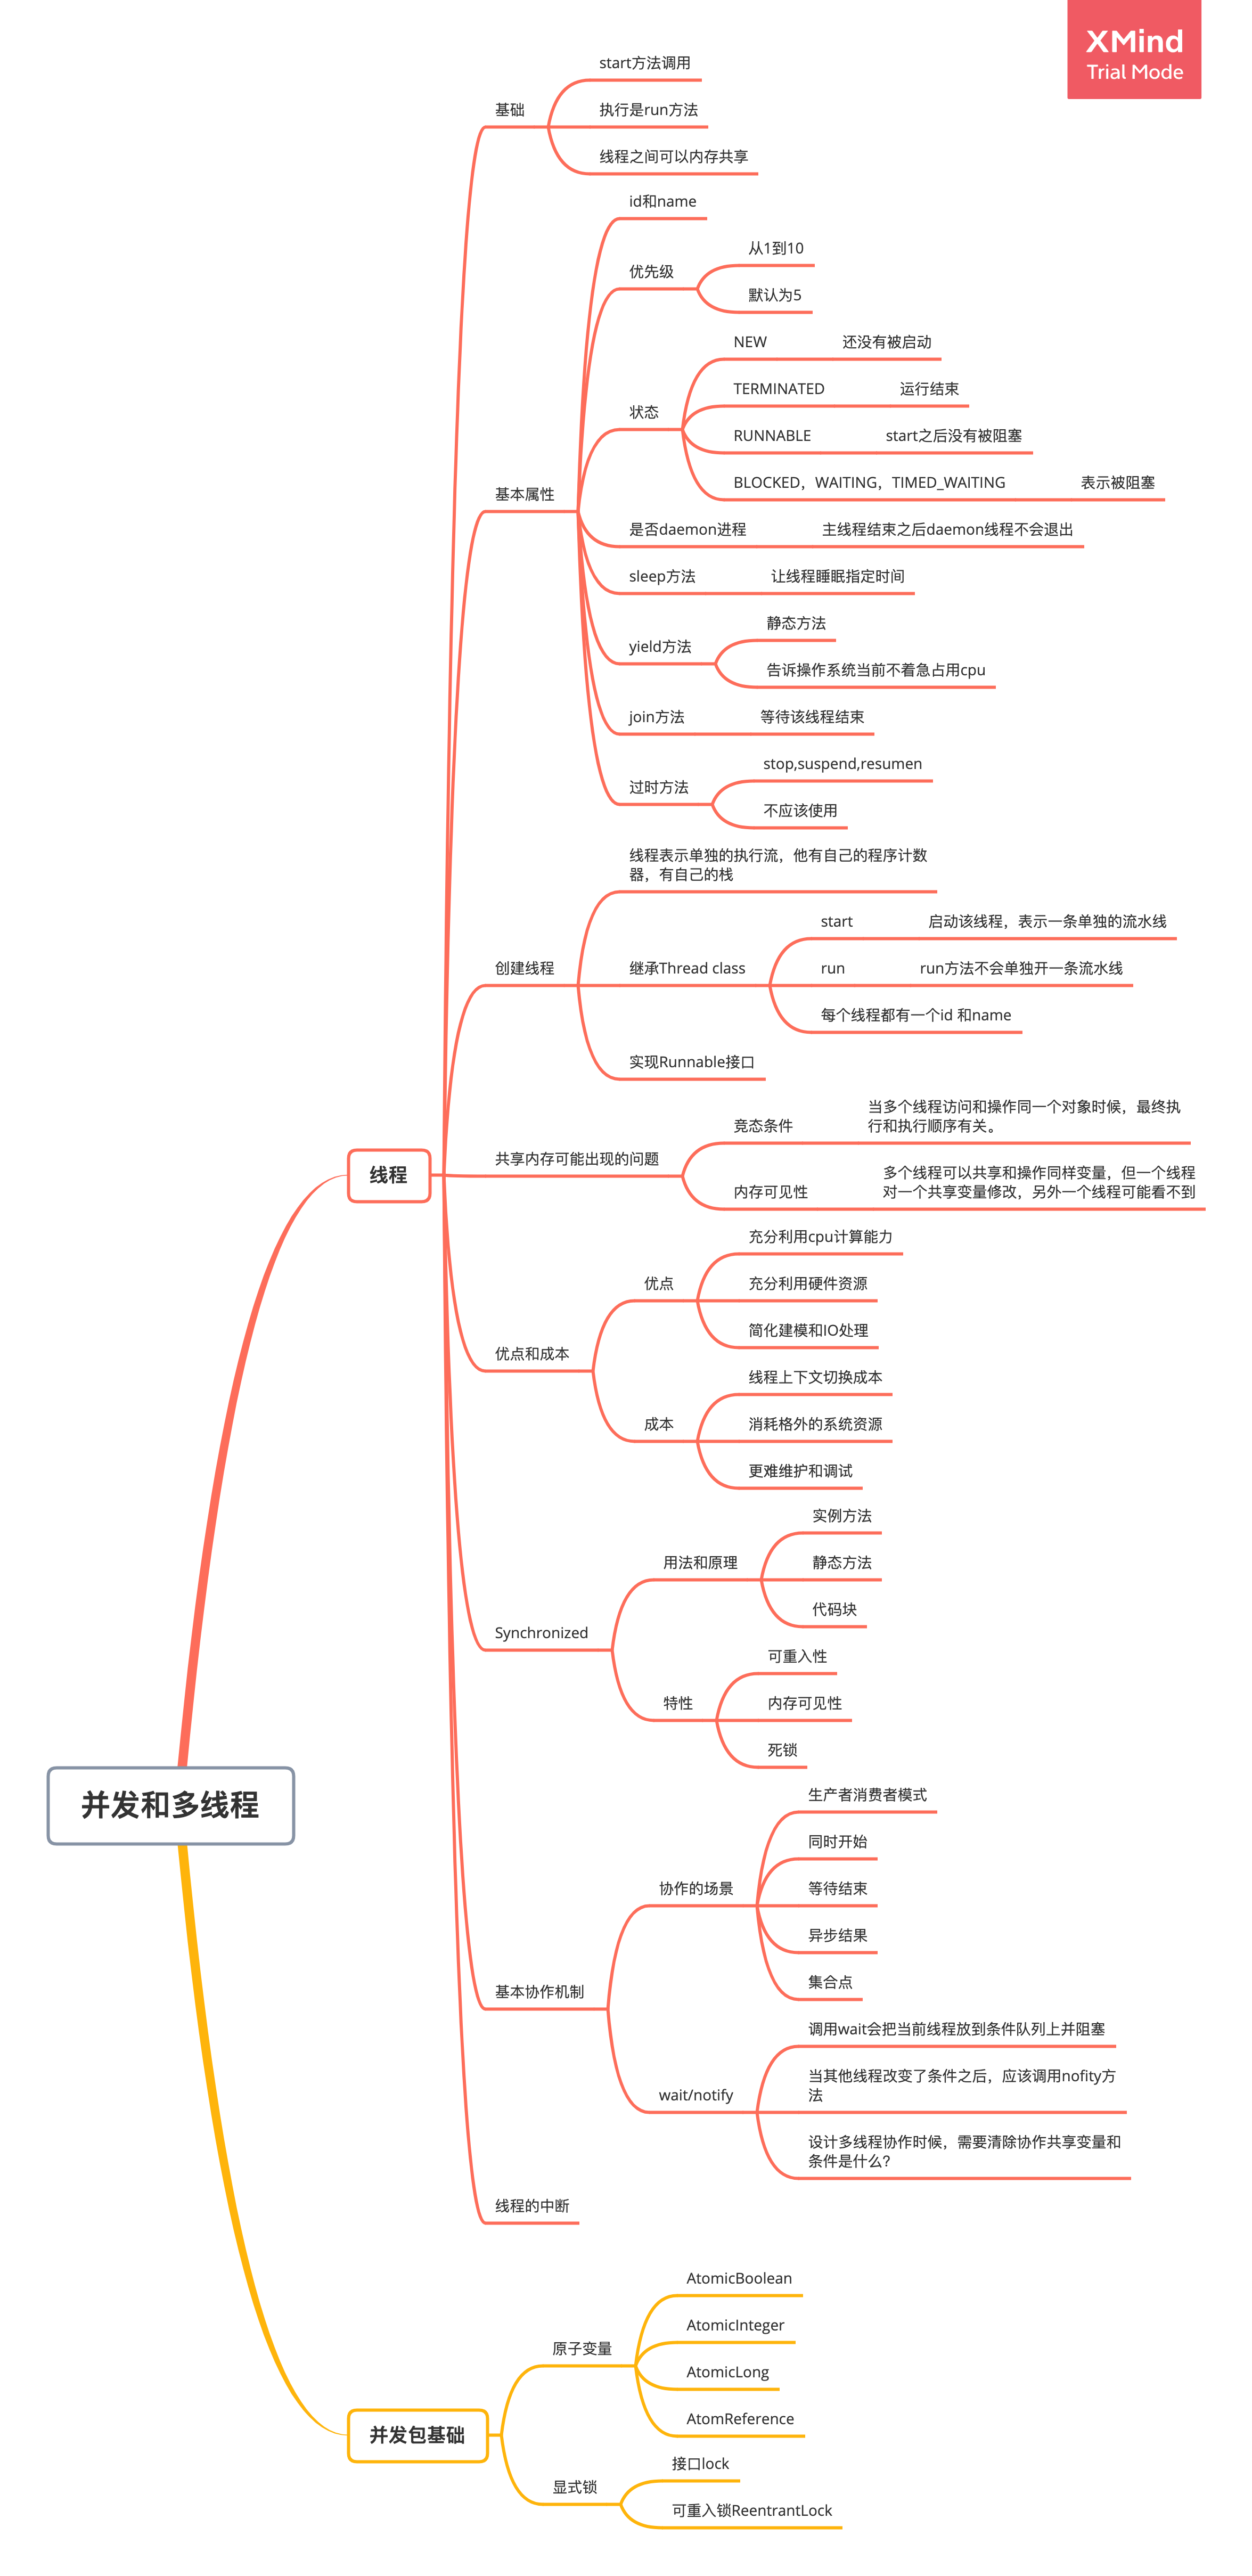 XMind
Trial Mode
并发和多线程
线程
基础
start方法调用
执行是run方法
线程之间可以内存共享
基本属性
id和name
优先级
从1到10
默认为5
状态
NEW
还没有被启动
TERMINATED
运行结束
RUNNABLE
start之后没有被阻塞
BLOCKED，WAITING，TIMED_WAITING
表示被阻塞
是否daemon进程
主线程结束之后daemon线程不会退出
sleep方法
让线程睡眠指定时间
yield方法
静态方法
告诉操作系统当前不着急占用cpu
join方法
等待该线程结束
过时方法
stop,suspend,resumen
不应该使用
创建线程
线程表示单独的执行流，他有自己的程序计数
器，有自己的栈
继承Thread class
start
启动该线程，表示一条单独的流水线
run
run方法不会单独开一条流水线
每个线程都有一个id 和name
实现Runnable接口
共享内存可能出现的问题
竞态条件
当多个线程访问和操作同一个对象时候，最终执
行和执行顺序有关。
内存可见性
多个线程可以共享和操作同样变量，但一个线程
对一个共享变量修改，另外一个线程可能看不到
优点和成本
优点
充分利用cpu计算能力
充分利用硬件资源
简化建模和IO处理
成本
线程上下文切换成本
消耗格外的系统资源
更难维护和调试
Synchronized
用法和原理
实例方法
静态方法
代码块
特性
可重入性
内存可见性
死锁
基本协作机制
协作的场景
生产者消费者模式
同时开始
等待结束
异步结果
集合点
wait/notify
调用wait会把当前线程放到条件队列上并阻塞
当其他线程改变了条件之后，应该调用nofity方
法
设计多线程协作时候，需要清除协作共享变量和
条件是什么？
线程的中断
并发包基础
原子变量
AtomicBoolean
AtomicInteger
AtomicLong
AtomReference
显式锁
接口lock
可重入锁ReentrantLock